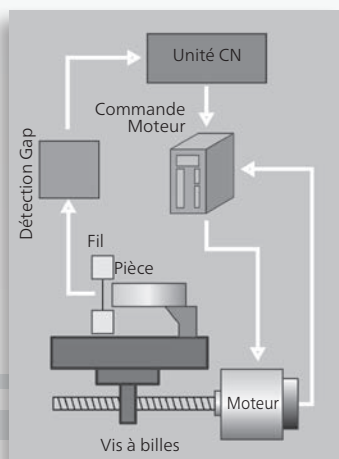 Unité CN
Commande
Moteur
Détection Gap
Fil
Pièce
Moteur
Vis à billes